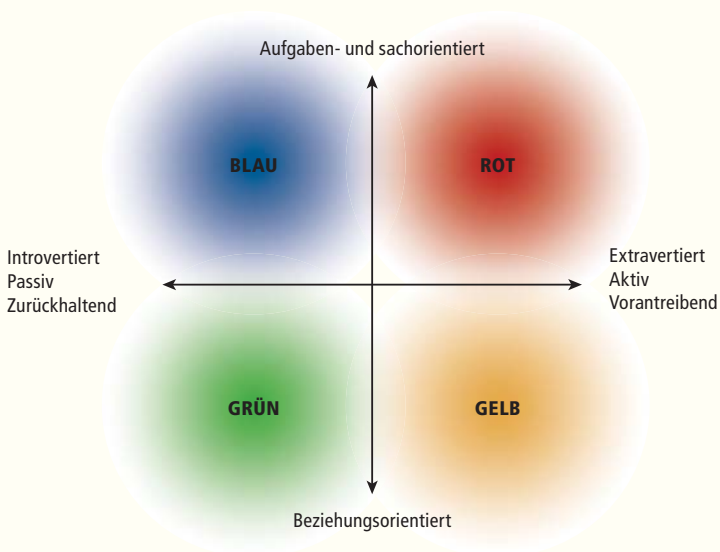 Aufgaben- und sachorientiert
BLAU
ROT
Introvertiert
Passiv
Zurückhaltend
Extravertiert
Aktiv
Vorantreibend
GRÜN
GELB
Beziehungsorientiert